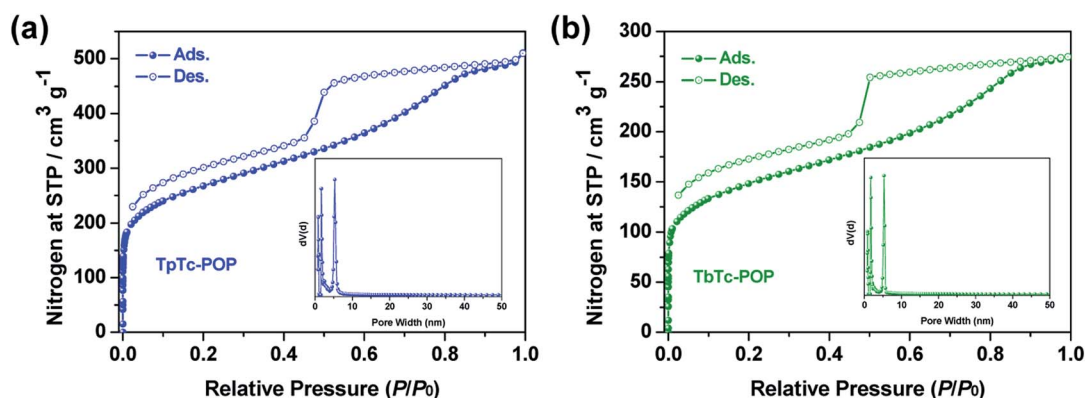 (a)
Nitrogen at STP / cm³ g⁻¹
500
400
300
200
100
0
Ads.
Des.
TpTc-POP
dV(d)
0 10 20 30 40 50
Pore Width (nm)
0.0 0.2 0.4 0.6 0.8 1.0
Relative Pressure (P/P₀)
(b)
Nitrogen at STP / cm³ g⁻¹
300
250
200
150
100
50
0
Ads.
Des.
TbTc-POP
dV(d)
0 10 20 30 40 50
Pore Width (nm)
0.0 0.2 0.4 0.6 0.8 1.0
Relative Pressure (P/P₀)